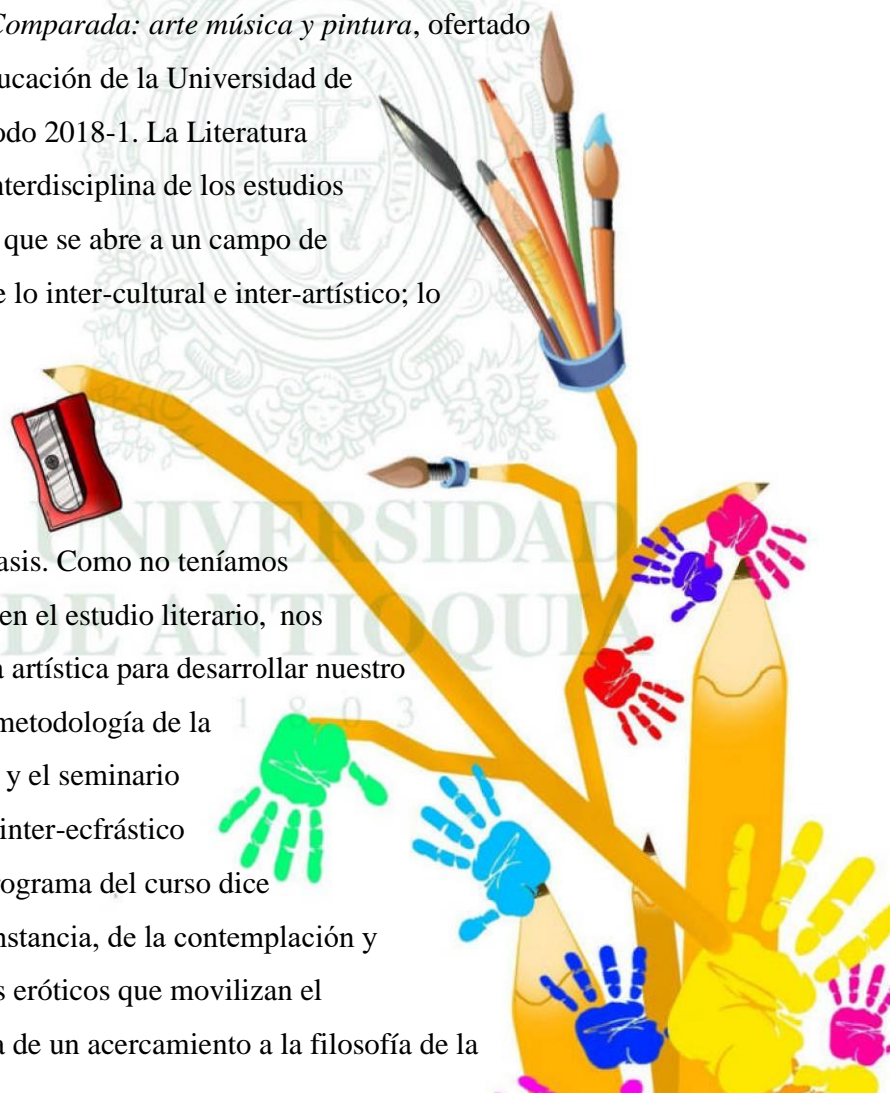 Comparada: arte música y pintura, ofertado
ucación de la Universidad de
odo 2018-1. La Literatura
nterdisciplina de los estudios
que se abre a un campo de
e lo inter-cultural e inter-artístico; lo
UNIVERSIDAD
asis. Como no teníamos
en el estudio literario, nos
DE ANTIOQUIA
a artística para desarrollar nuestro
metodología de la
1 8 0 3
y el seminario
inter-ecfrástico
rograma del curso dice
nstancia, de la contemplación y
s eróticos que movilizan el
a de un acercamiento a la filosofía de la